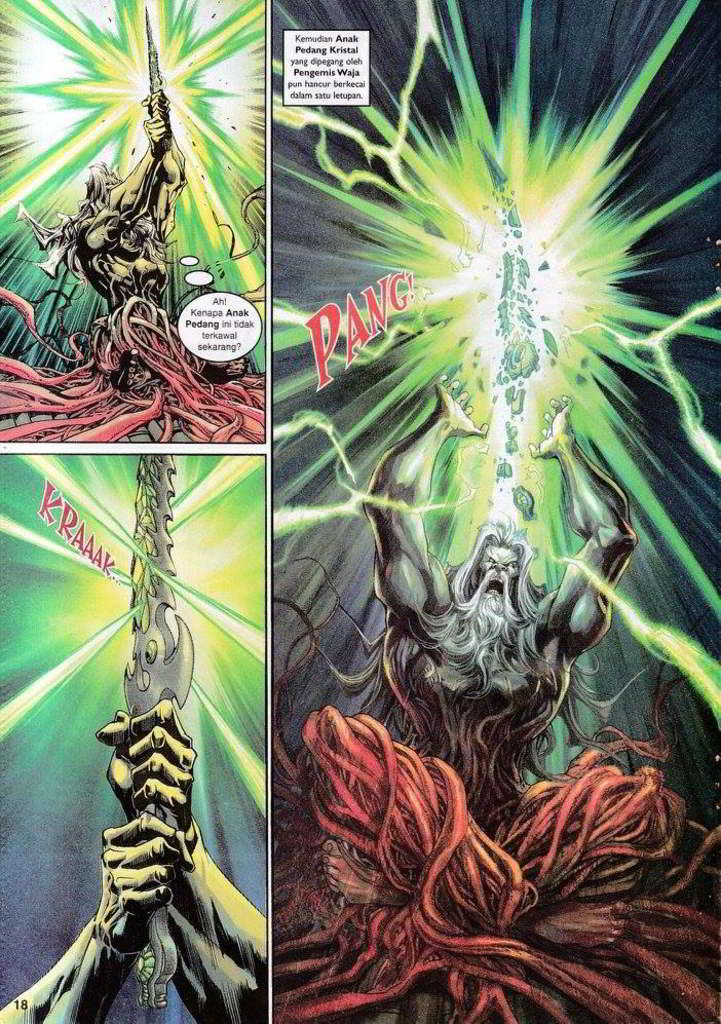 Ah!
Kenapa Anak
Pedang ini tidak
terkawal
sekarang?
KRAAAK...
18
Kemudian Anak
Pedang Kristal
yang dipegang oleh
Pengemis Waja
pun hancur berkecai
dalam satu letupan.
PANG!